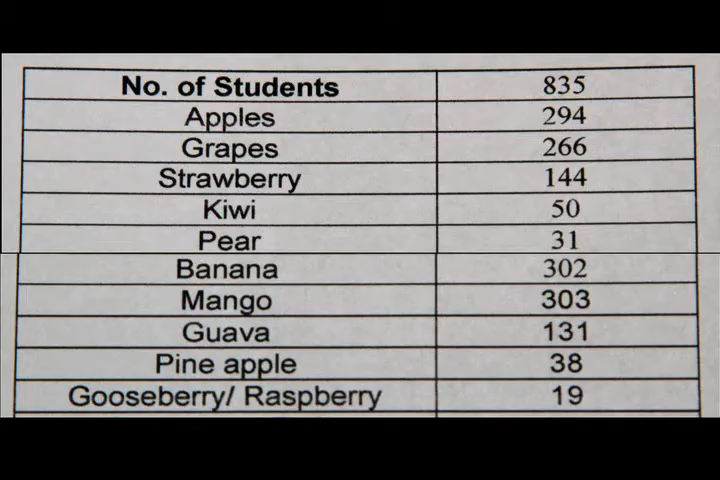 No. of Students 835
Apples 294
Grapes 266
Strawberry 144
Kiwi 50
Pear 31
Banana 302
Mango 303
Guava 131
Pine apple 38
Gooseberry/ Raspberry 19